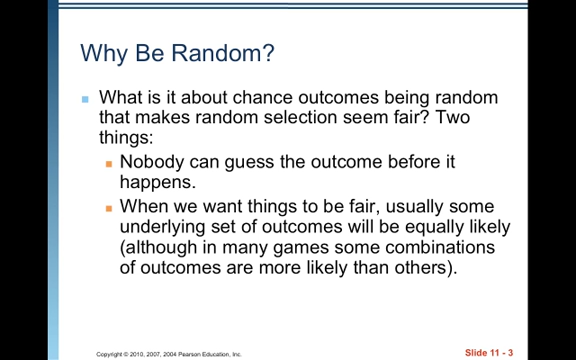 Why Be Random?
What is it about chance outcomes being random
that makes random selection seem fair? Two
things:
Nobody can guess the outcome before it
happens.
When we want things to be fair, usually some
underlying set of outcomes will be equally likely
(although in many games some combinations
of outcomes are more likely than others).
Copyright © 2010, 2007, 2004 Pearson Education, Inc.
Slide 11 - 3